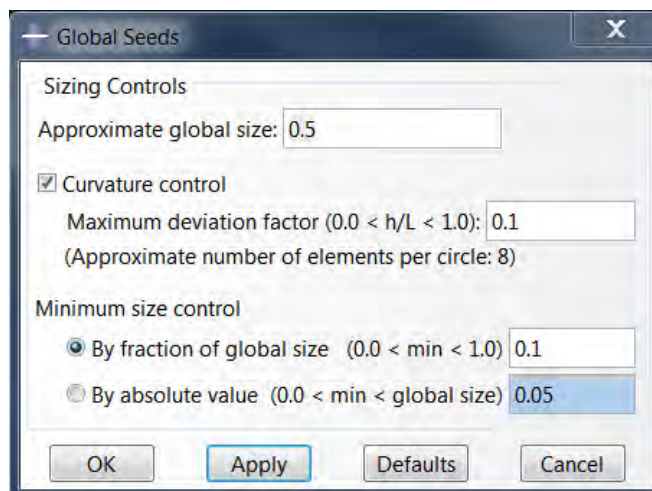 Global Seeds X
Sizing Controls
Approximate global size: 0.5
Curvature control
Maximum deviation factor (0.0 < h/L < 1.0): 0.1
(Approximate number of elements per circle: 8)
Minimum size control
By fraction of global size (0.0 < min < 1.0) 0.1
By absolute value (0.0 < min < global size) 0.05
OK Apply Defaults Cancel